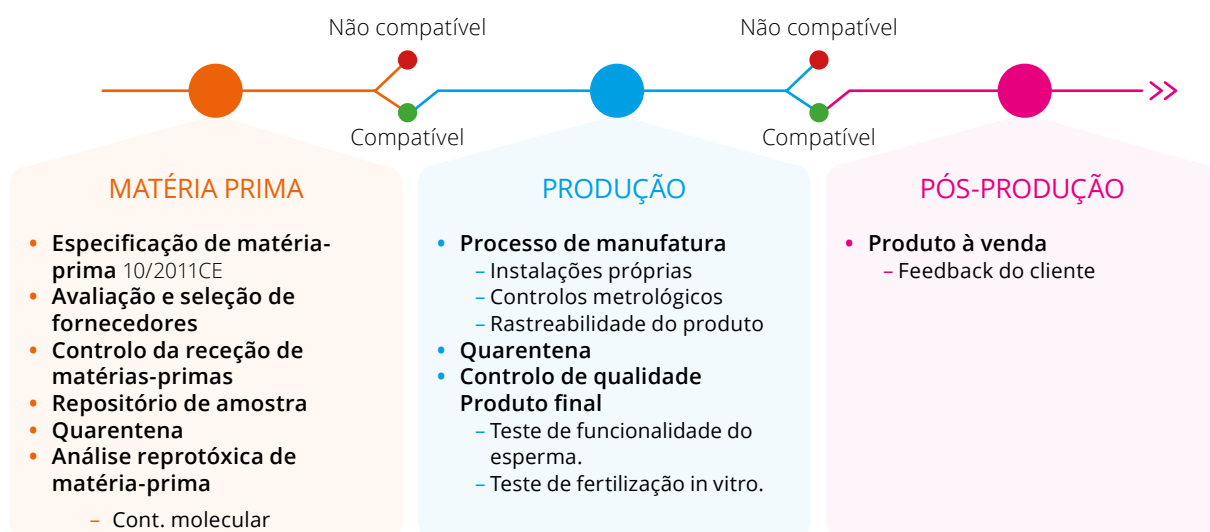 Não compatível
Não compatível
Compatível
Compatível
MATÉRIA PRIMA
• Especificação de matéria-
prima 10/2011CE
• Avaliação e seleção de
fornecedores
• Controlo da receção de
matérias-primas
• Repositório de amostra
• Quarentena
• Análise reprotóxica de
matéria-prima
– Cont. molecular
PRODUÇÃO
• Processo de manufatura
– Instalações próprias
– Controlos metrológicos
– Rastreabilidade do produto
• Quarentena
• Controlo de qualidade
Produto final
– Teste de funcionalidade do
esperma.
– Teste de fertilização in vitro.
PÓS-PRODUÇÃO
• Produto à venda
– Feedback do cliente